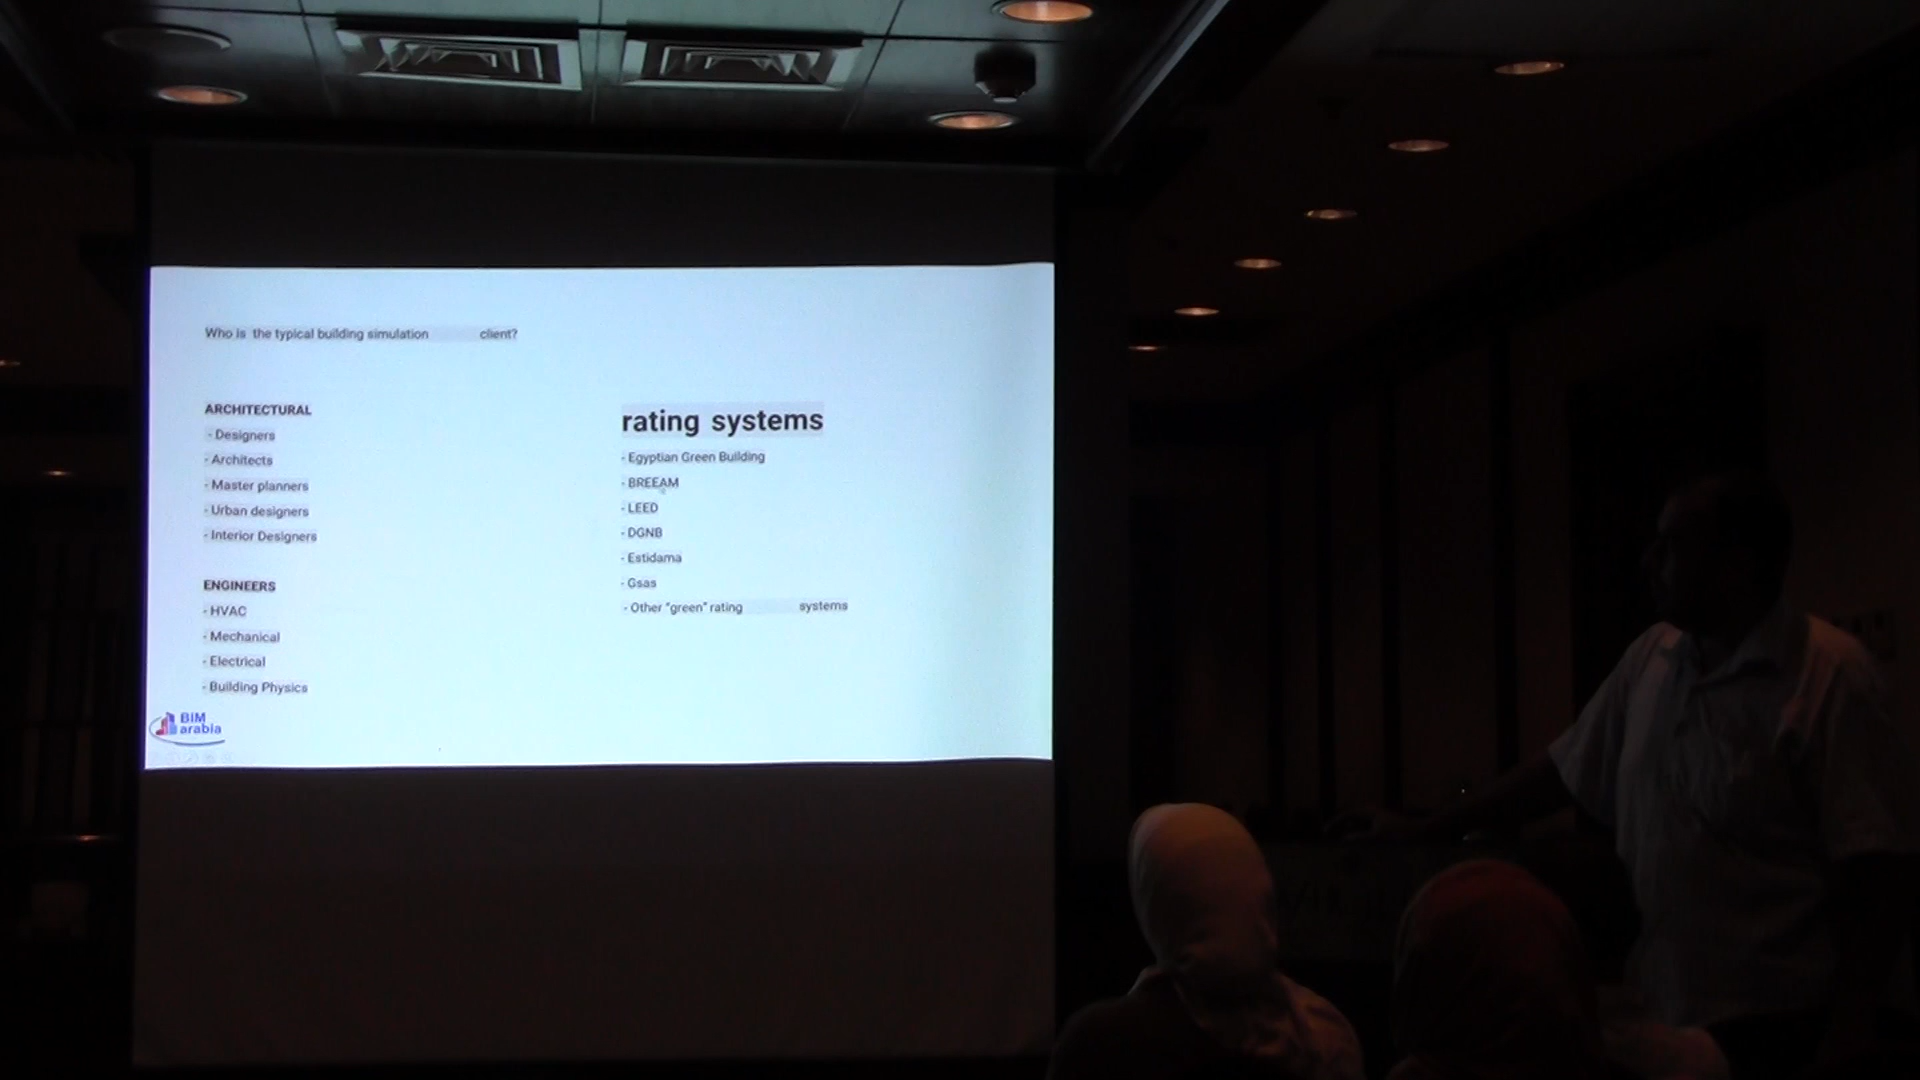 Who is the typical building simulation client?
ARCHITECTURAL
- Designers
- Architects
- Master planners
- Urban designers
- Interior Designers
ENGINEERS
- HVAC
- Mechanical
- Electrical
- Building Physics
rating systems
- Egyptian Green Building
- BREEAM
- LEED
- DGNB
- Estidama
- Gsas
- Other "green" rating systems
BIM
arabia